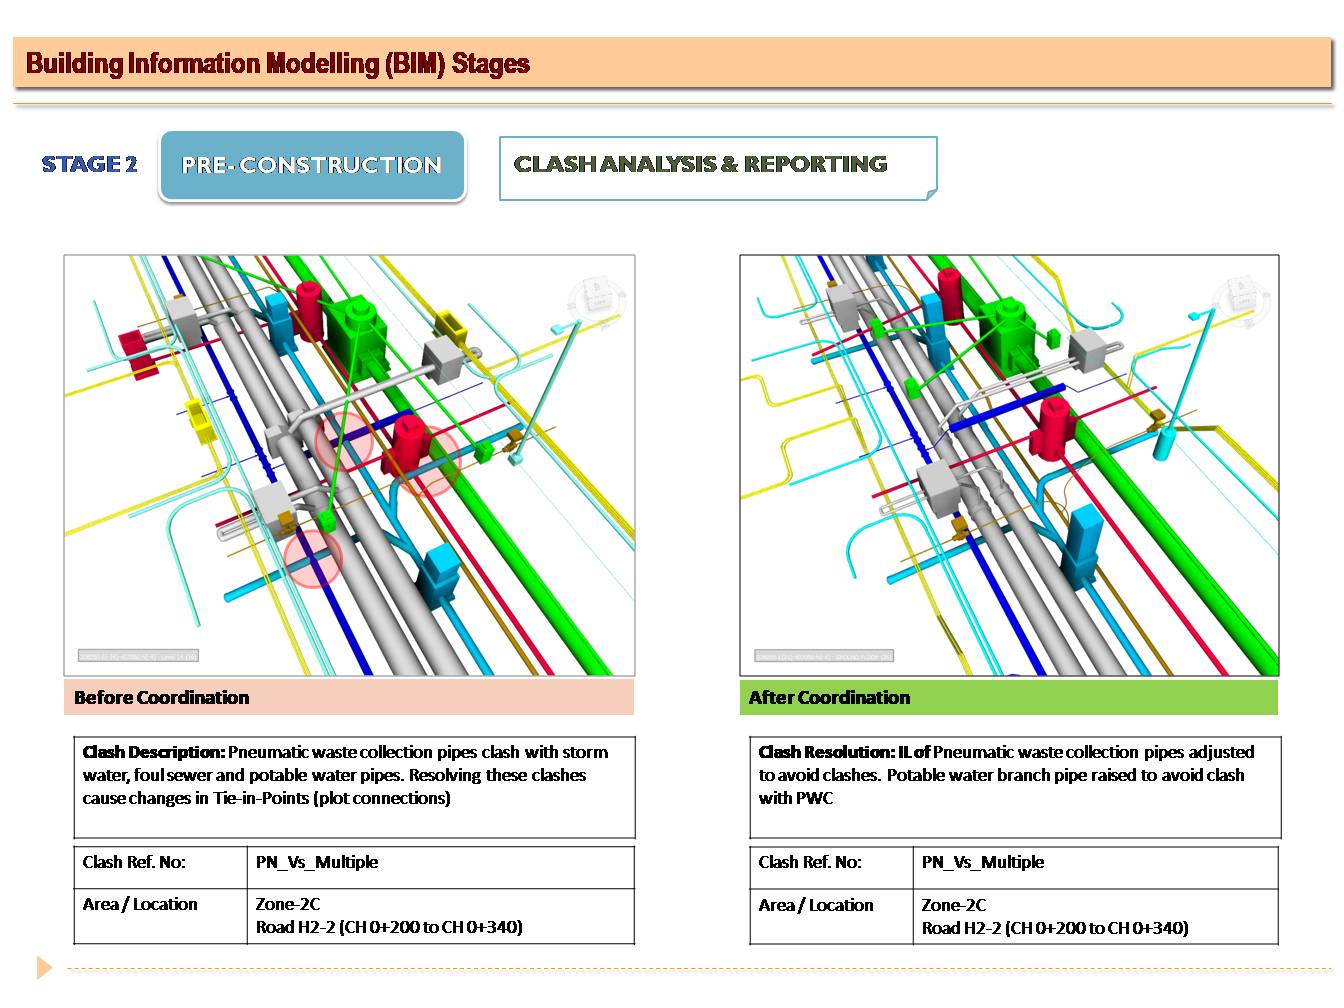 Building Information Modelling (BIM) Stages
STAGE 2
PRE- CONSTRUCTION
CLASH ANALYSIS & REPORTING
Before Coordination
Clash Description: Pneumatic waste collection pipes clash with storm
water, foul sewer and potable water pipes. Resolving these clashes
cause changes in Tie-in-Points (plot connections)
Clash Ref. No: PN_Vs_Multiple
Area / Location Zone-2C
Road H2-2 (CH 0+200 to CH 0+340)
After Coordination
Clash Resolution: IL of Pneumatic waste collection pipes adjusted
to avoid clashes. Potable water branch pipe raised to avoid clash
with PWC
Clash Ref. No: PN_Vs_Multiple
Area / Location Zone-2C
Road H2-2 (CH 0+200 to CH 0+340)